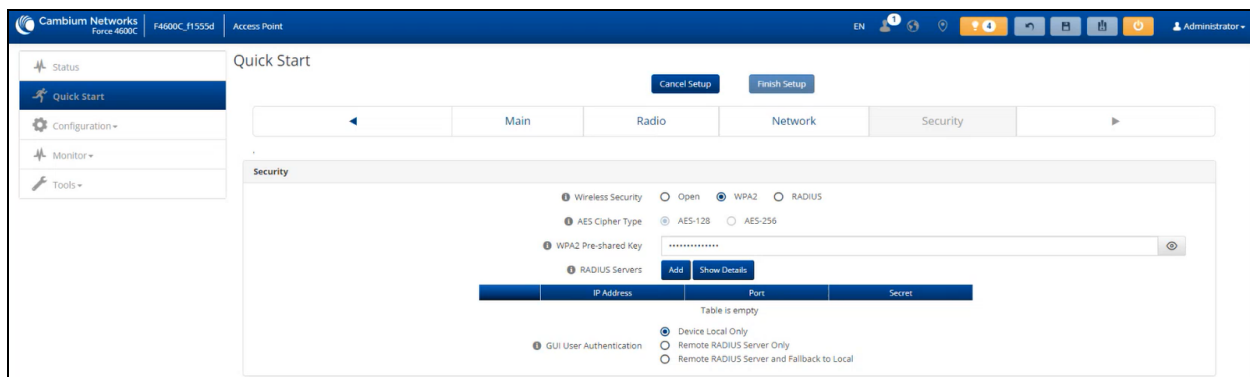 Cambium Networks
Force 4600C
F4600C_f1555d
Access Point
EN
1
4
Administrator
Status
Quick Start
Configuration
Monitor
Tools
Quick Start
Cancel Setup
Finish Setup
Main
Radio
Network
Security
Security
Wireless Security
Open WPA2 RADIUS
AES Cipher Type
AES-128 AES-256
WPA2 Pre-shared Key
••••••••••••••
RADIUS Servers
Add Show Details
IP Address Port Secret
Table is empty
GUI User Authentication
Device Local Only
Remote RADIUS Server Only
Remote RADIUS Server and Fallback to Local